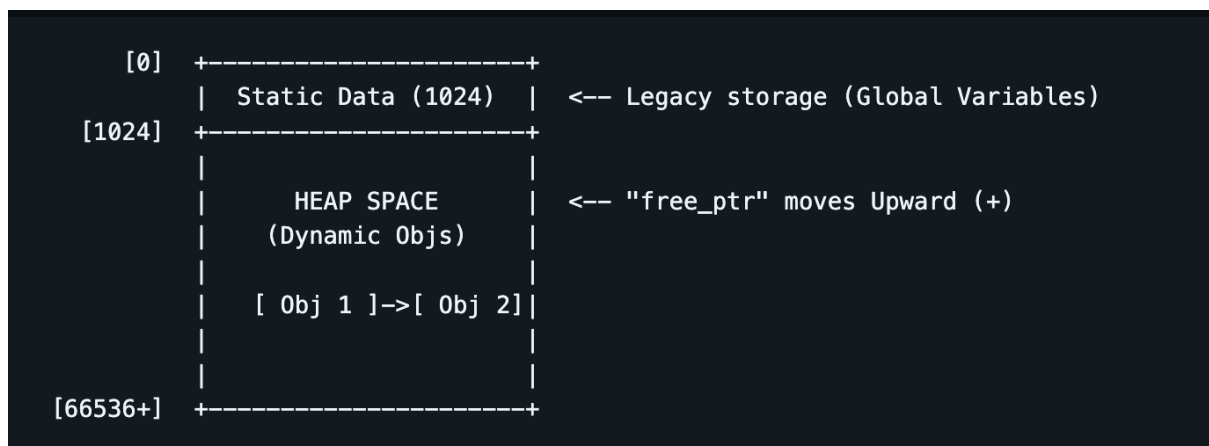 [0] +----------------------+
| Static Data (1024) | <-- Legacy storage (Global Variables)
[1024] +----------------------+
| |
| HEAP SPACE | <-- "free_ptr" moves Upward (+)
| (Dynamic Objs) |
| |
| [ Obj 1 ]->[ Obj 2]|
| |
| |
[66536+] +----------------------+